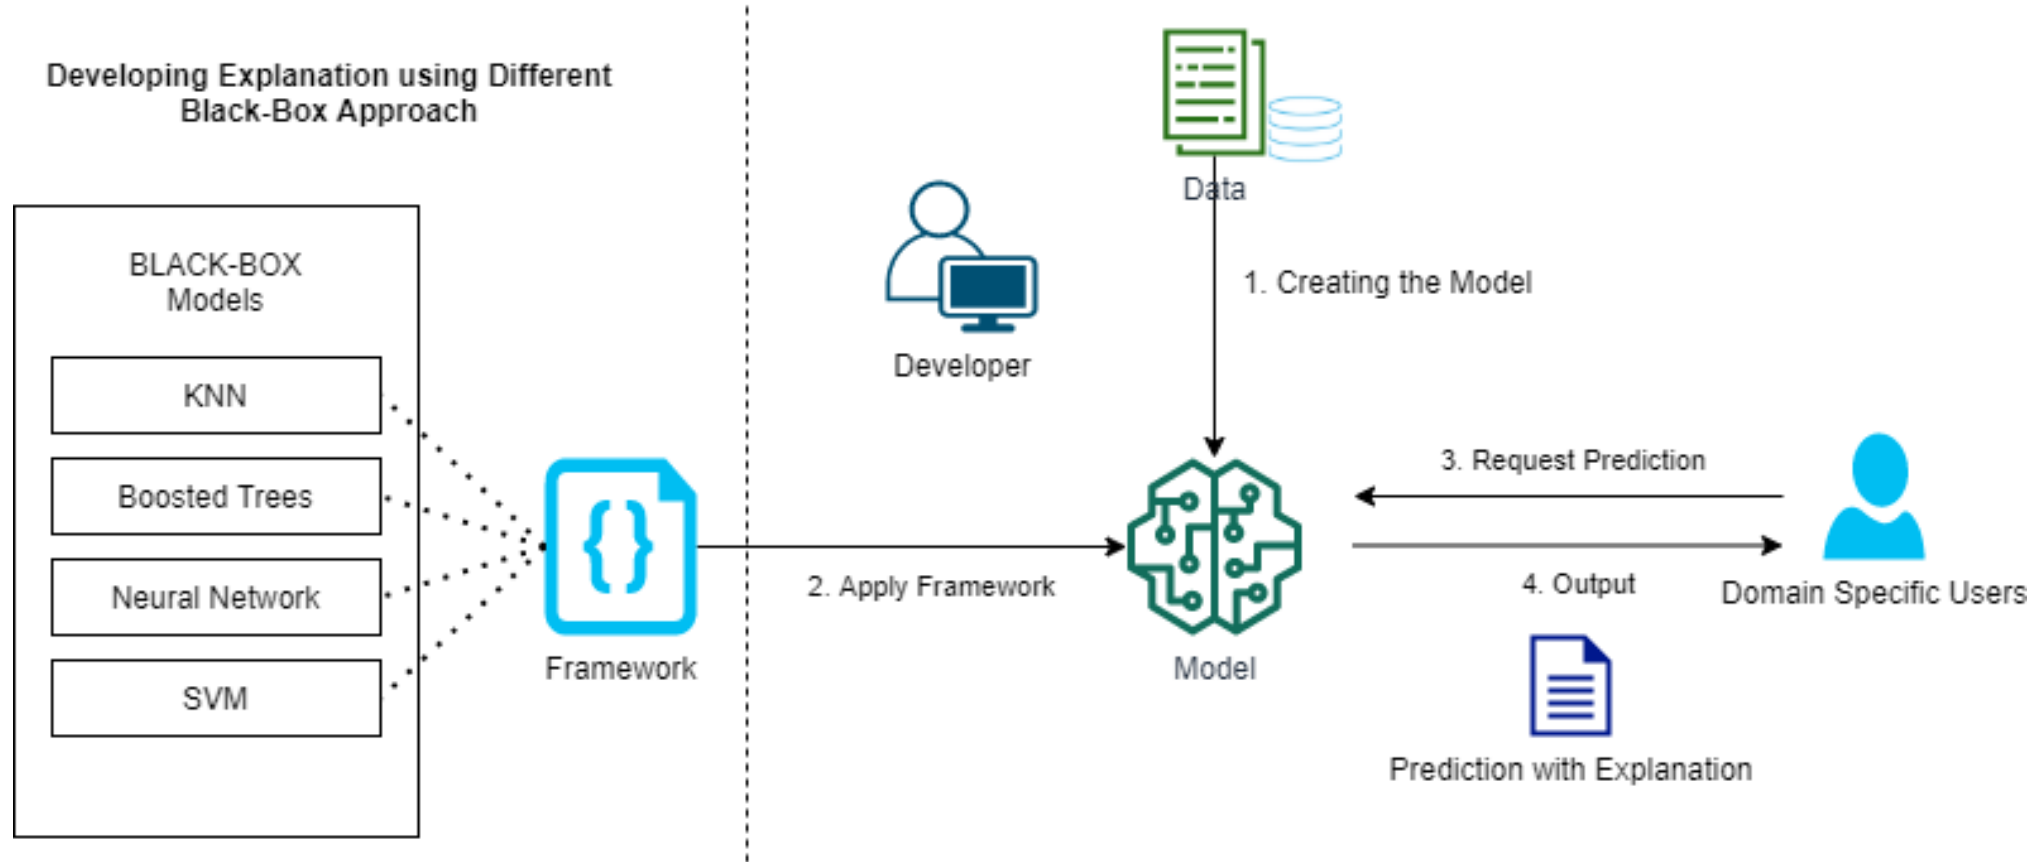 Developing Explanation using Different
Black-Box Approach
BLACK-BOX
Models
KNN
Boosted Trees
Neural Network
SVM
Framework
Data
Developer
1. Creating the Model
2. Apply Framework
Model
3. Request Prediction
4. Output
Domain Specific Users
Prediction with Explanation